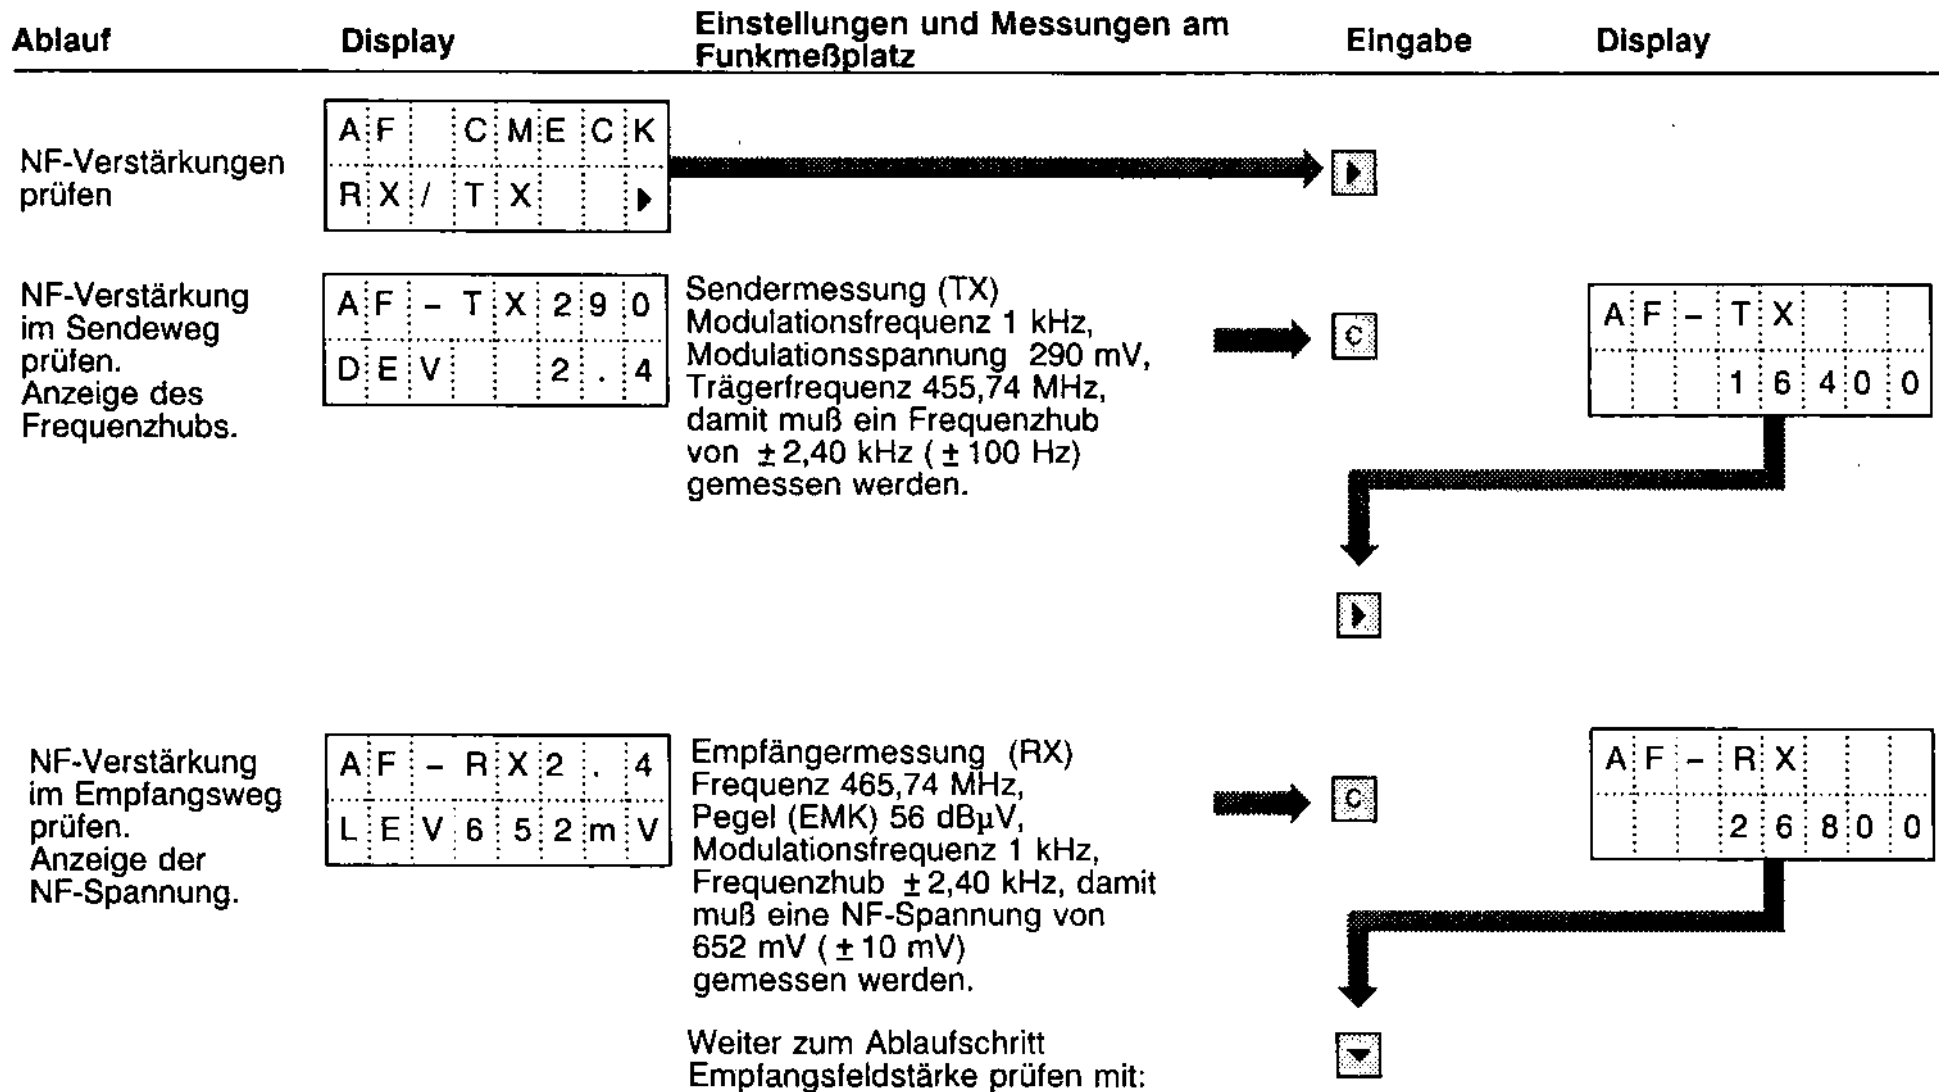 Ablauf
Display
Einstellungen und Messungen am
Funkmeßplatz
Eingabe
Display
NF-Verstärkungen
prüfen
AF CMECK
RX/TX ▶
▶
NF-Verstärkung
im Sendeweg
prüfen.
Anzeige des
Frequenzhubs.
AF-TX290
DEV 2.4
Sendermessung (TX)
Modulationsfrequenz 1 kHz,
Modulationsspannung 290 mV,
Trägerfrequenz 455,74 MHz,
damit muß ein Frequenzhub
von ± 2,40 kHz ( ± 100 Hz)
gemessen werden.
C
AF-TX
16400
▶
NF-Verstärkung
im Empfangsweg
prüfen.
Anzeige der
NF-Spannung.
AF-RX2.4
LEV652mV
Empfängermessung (RX)
Frequenz 465,74 MHz,
Pegel (EMK) 56 dBµV,
Modulationsfrequenz 1 kHz,
Frequenzhub ± 2,40 kHz, damit
muß eine NF-Spannung von
652 mV ( ± 10 mV)
gemessen werden.
C
AF-RX
26800
Weiter zum Ablaufschritt
Empfangsfeldstärke prüfen mit:
▼